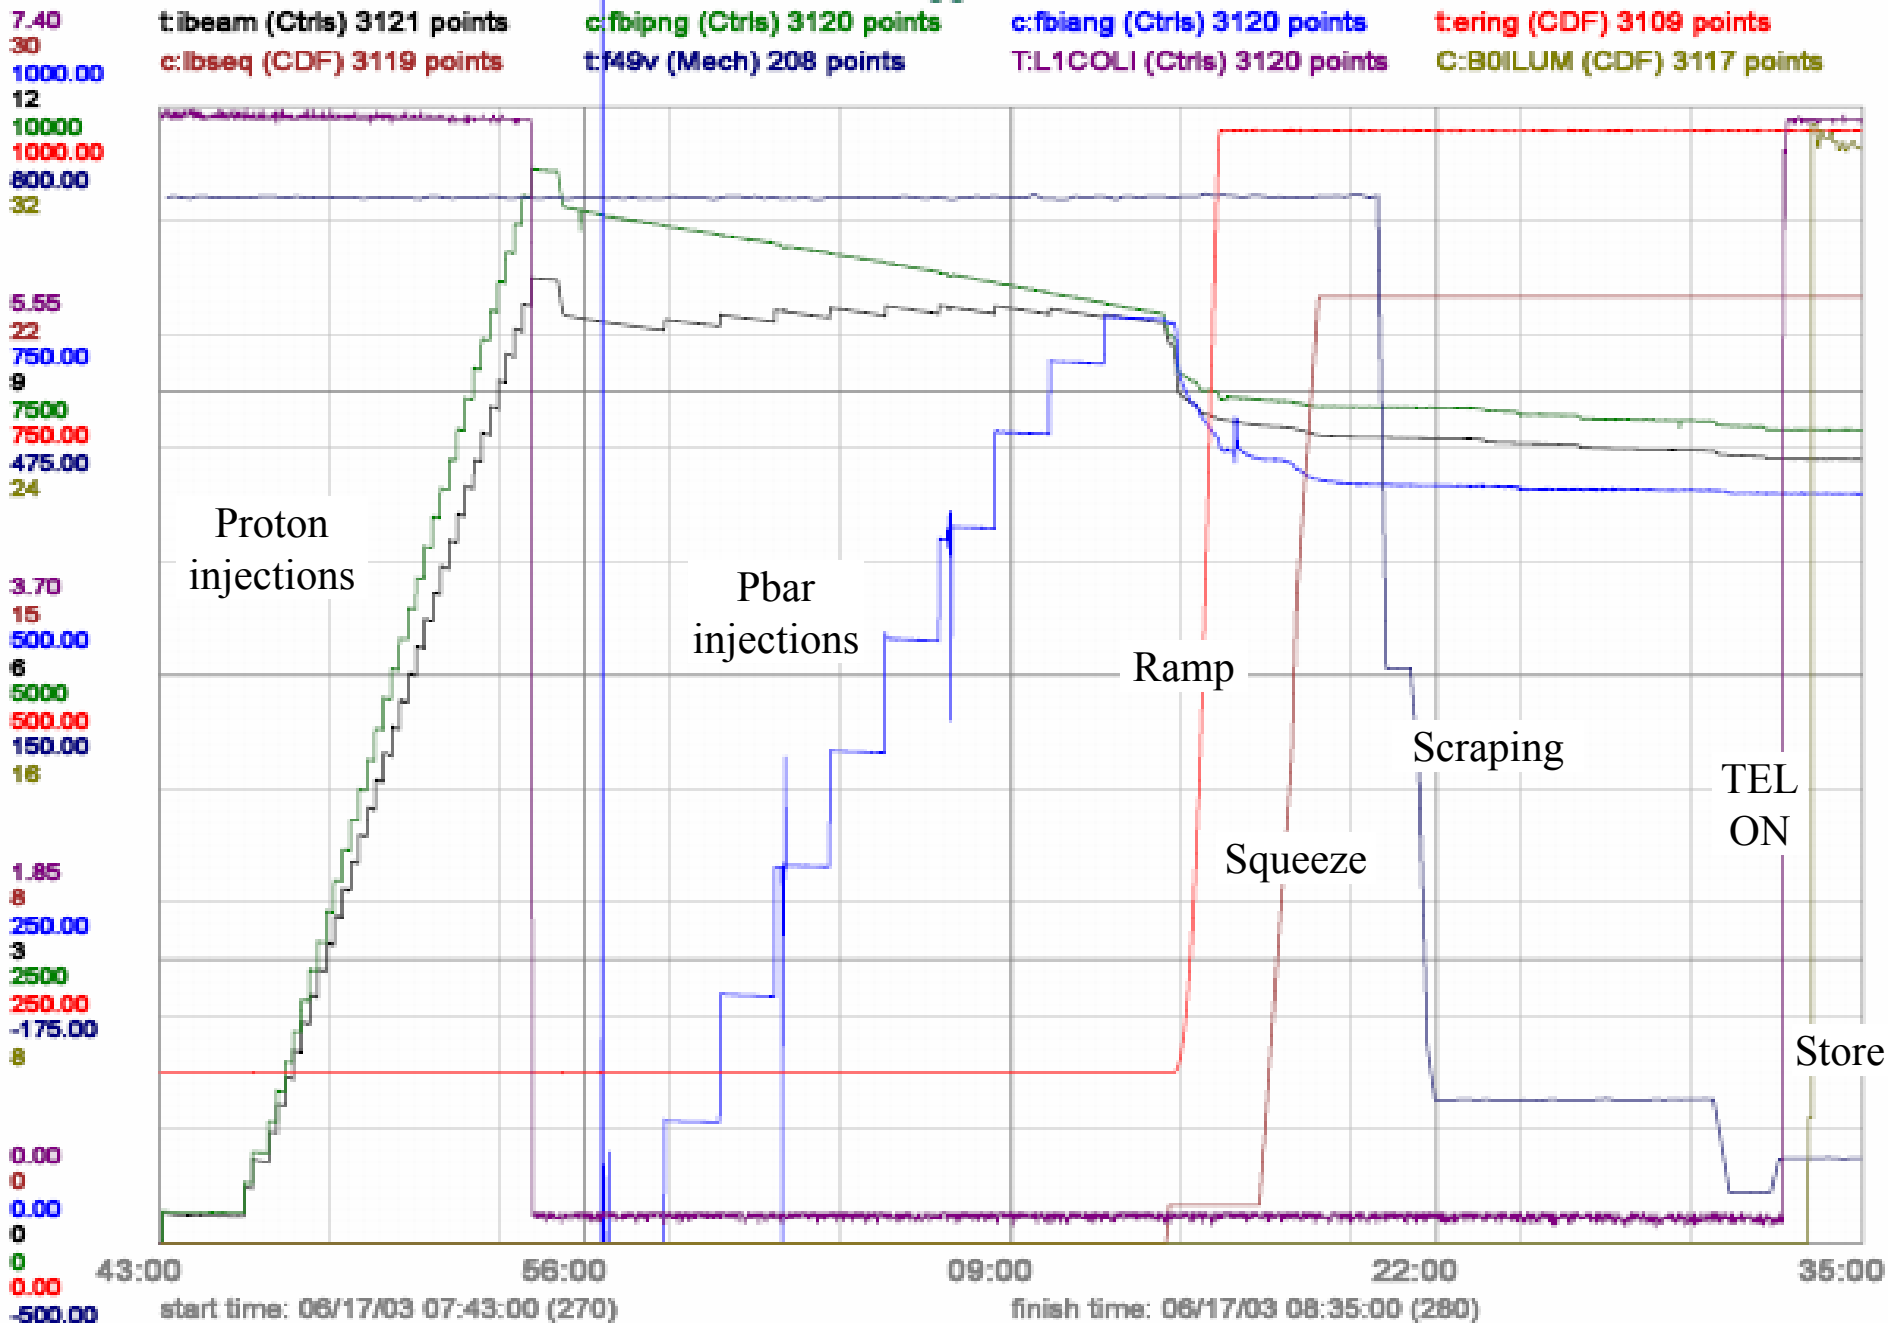 7.40
t:ibeam (Ctrls) 3121 points c:fbipng (Ctrls) 3120 points c:fbiang (Ctrls) 3120 points t:ering (CDF) 3109 points
30
c:lbseq (CDF) 3119 points t:f49v (Mech) 208 points T:L1COLI (Ctrls) 3120 points C:B0ILUM (CDF) 3117 points
1000.00
12
10000
1000.00
800.00
32
5.55
22
750.00
9
7500
750.00
475.00
24
Proton
injections
Pbar
injections
3.70
15
500.00
6
5000
500.00
150.00
16
Ramp
Scraping
TEL
ON
Squeeze
1.85
8
250.00
3
2500
250.00
-175.00
8
Store
0.00
0
0.00
0
0
0.00
-500.00
43:00 56:00 09:00 22:00 35:00
start time: 06/17/03 07:43:00 (270) finish time: 06/17/03 08:35:00 (280)